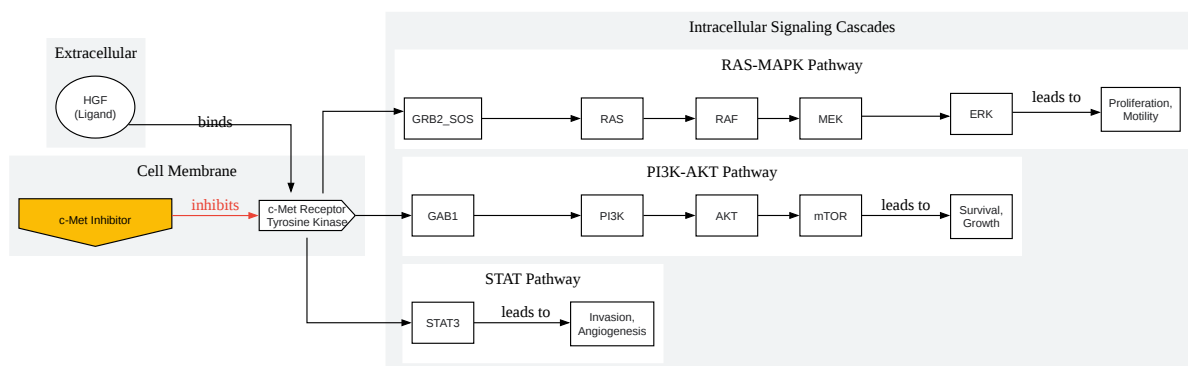 Intracellular Signaling Cascades
Extracellular
HGF
(Ligand)
binds
Cell Membrane
c-Met Inhibitor
inhibits
c-Met Receptor
Tyrosine Kinase
RAS-MAPK Pathway
GRB2_SOS
RAS
RAF
MEK
ERK
leads to
Proliferation,
Motility
PI3K-AKT Pathway
GAB1
PI3K
AKT
mTOR
leads to
Survival,
Growth
STAT Pathway
STAT3
leads to
Invasion,
Angiogenesis